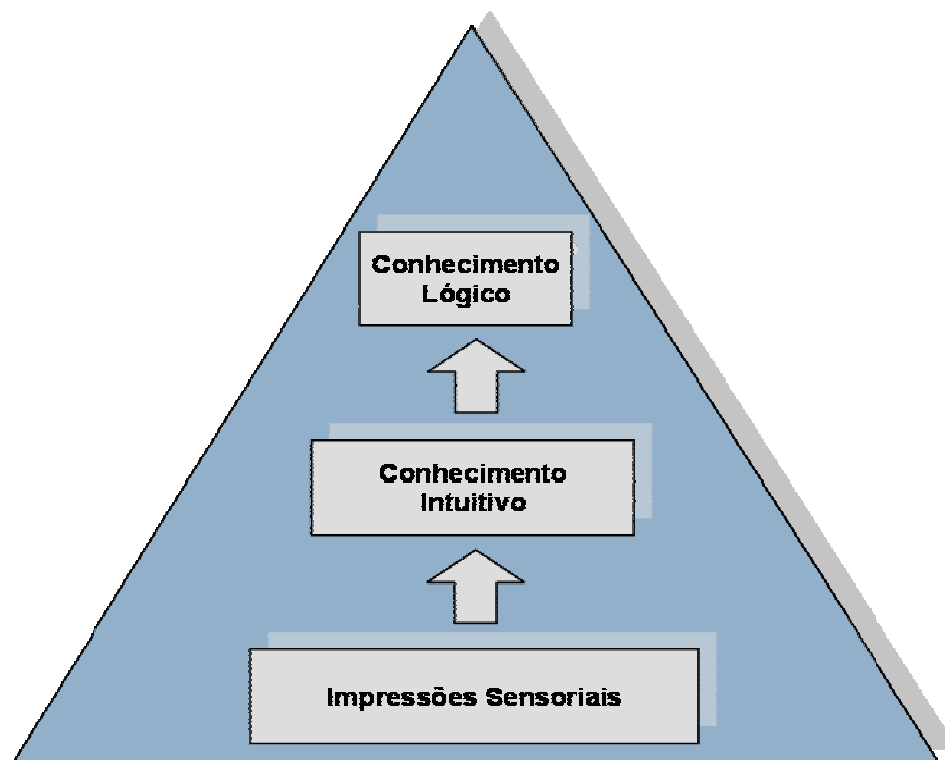 Conhecimento
Lógico
Conhecimento
Intuitivo
Impressões Sensoriais